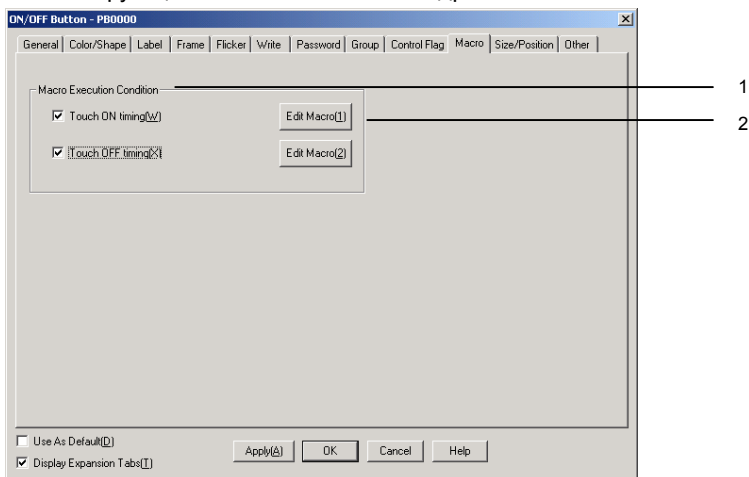 ON/OFF Button - PB0000
General Color/Shape Label Frame Flicker Write Password Group Control Flag Macro Size/Position Other
Macro Execution Condition
1
Touch ON timing(W) Edit Macro(1)
2
Touch OFF timing(X) Edit Macro(2)
Use As Default(D)
Apply(A) OK Cancel Help
Display Expansion Tabs(T)